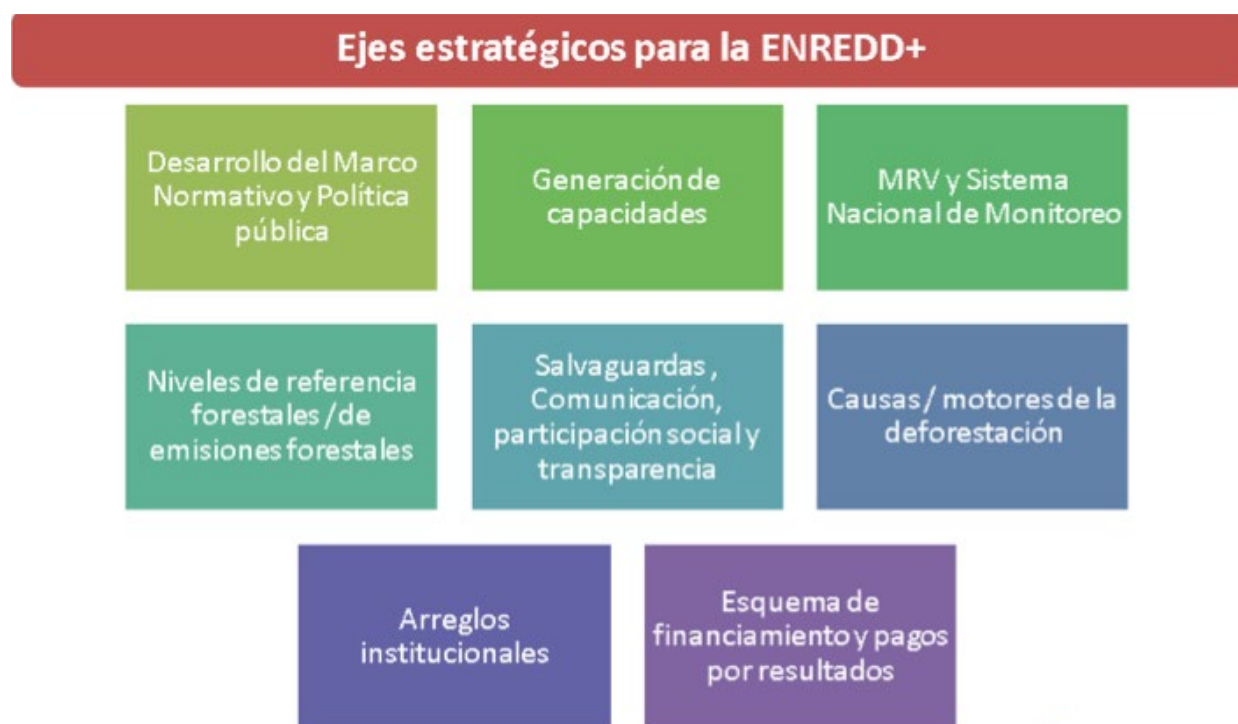 Ejes estratégicos para la ENREDD+
Desarrollo del Marco
Normativo y Política
pública
Generación de
capacidades
MRV y Sistema
Nacional de Monitoreo
Niveles de referencia
forestales /de
emisiones forestales
Salvaguardas ,
Comunicación,
participación social y
transparencia
Causas / motores de la
deforestación
Arreglos
institucionales
Esquema de
financiamiento y pagos
por resultados